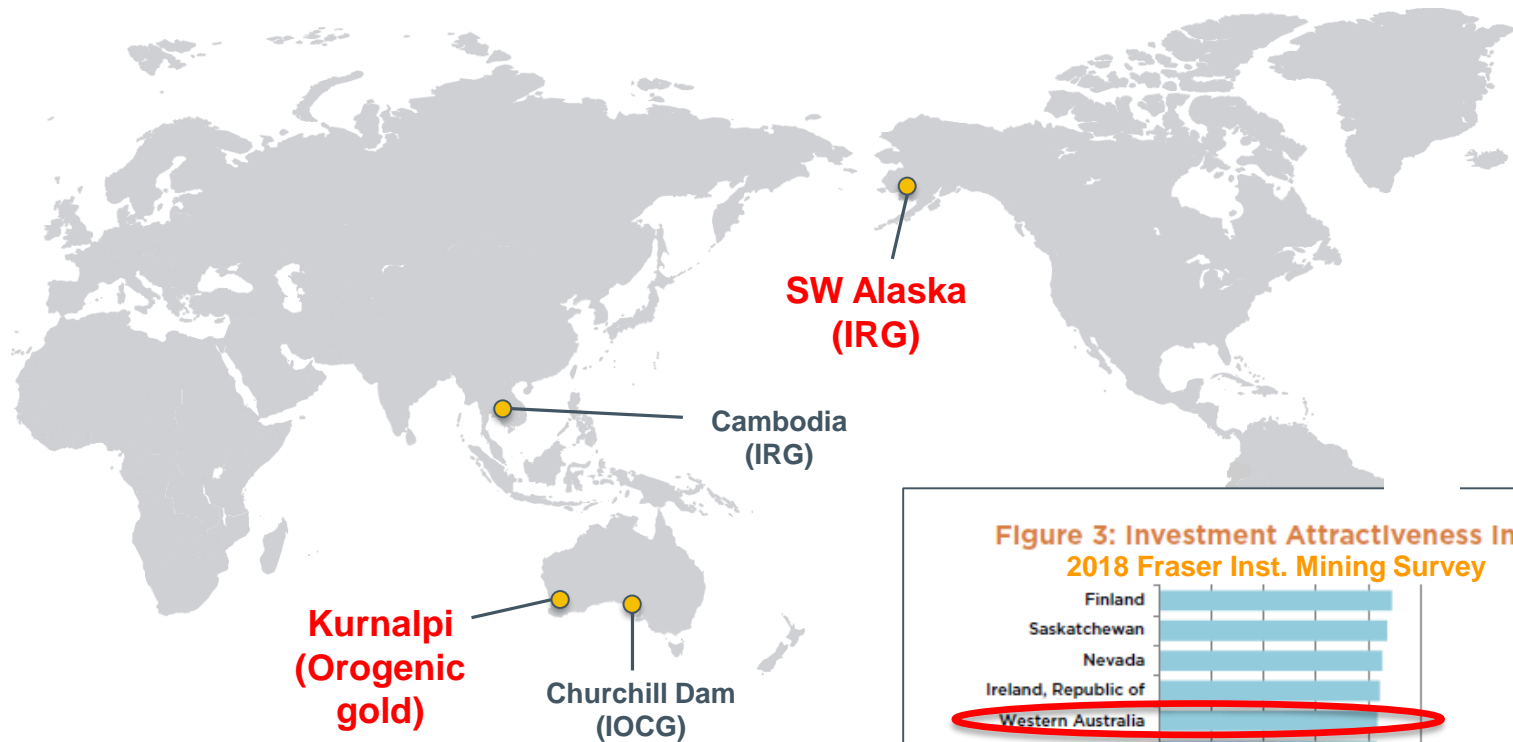 SW Alaska
(IRG)
Cambodia
(IRG)
Kurnalpi
(Orogenic
gold)
Churchill Dam
(IOCG)
Figure 3: Investment Attractiveness In
2018 Fraser Inst. Mining Survey
Finland
Saskatchewan
Nevada
Ireland, Republic of
Western Australia